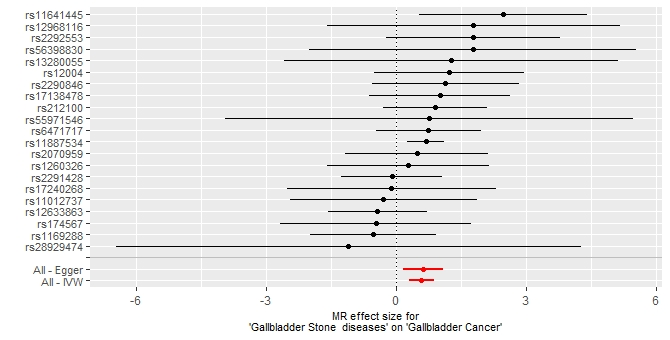 rs11641445
rs12968116
rs2292553
rs56398830
rs13280055
rs12004
rs2290846
rs17138478
rs212100
rs55971546
rs6471717
rs11887534
rs2070959
rs1260326
rs2291428
rs17240268
rs11012737
rs12633863
rs174567
rs1169288
rs28929474
All - Egger
All - IVW
-6 -3 0 3 6
MR effect size for
'Gallbladder Stone diseases' on 'Gallbladder Cancer'